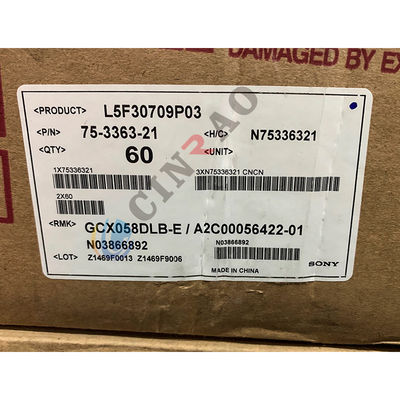 DAMAGED BY EX
<PRODUCT> L5F30709P03
<P/N> 75-3363-21 <H/C> N75336321
<QTY> 60 <UNIT>
1X75336321 3XN75336321 CNCN
2X60
<RMK> GCX058DLB-E / A2C00056422-01
N03866892 N03866892
<LOT> Z1469F0013 Z1469F9006 MADE IN CHINA SONY
CINRAO